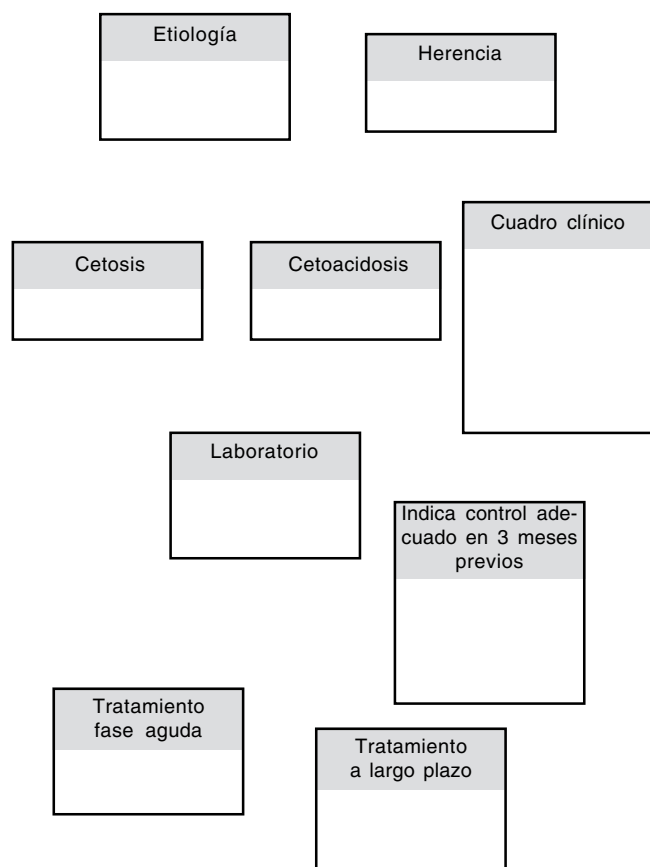 Etiología
Herencia
Cuadro clínico
Cetosis
Cetoacidosis
Laboratorio
Indica control ade-
cuado en 3 meses
previos
Tratamiento
fase aguda
Tratamiento
a largo plazo